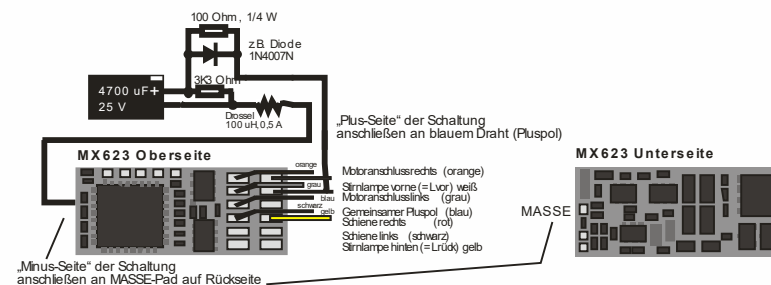 100 Ohm, 1/4 W
z.B. Diode
1N4007N
3K3 Ohm
4700 uF+
25 V
Drossel
100 uH, 0,5 A
„Plus-Seite“ der Schaltung
anschließen an blauem Draht (Pluspol)
MX623 Oberseite
MX623 Unterseite
orange
grau
blau
schwarz
gelb
Motoranschlussrechts (orange)
Stirnlampe vorne (= Lvor) weiß
Motoranschlusslinks (grau)
Gemeinsamer Pluspol (blau)
Schiene rechts (rot)
Schiene links (schwarz)
Stirnlampe hinten (= Lrück) gelb
MASSE
„Minus-Seite“ der Schaltung
anschließen an MASSE-Pad auf Rückseite